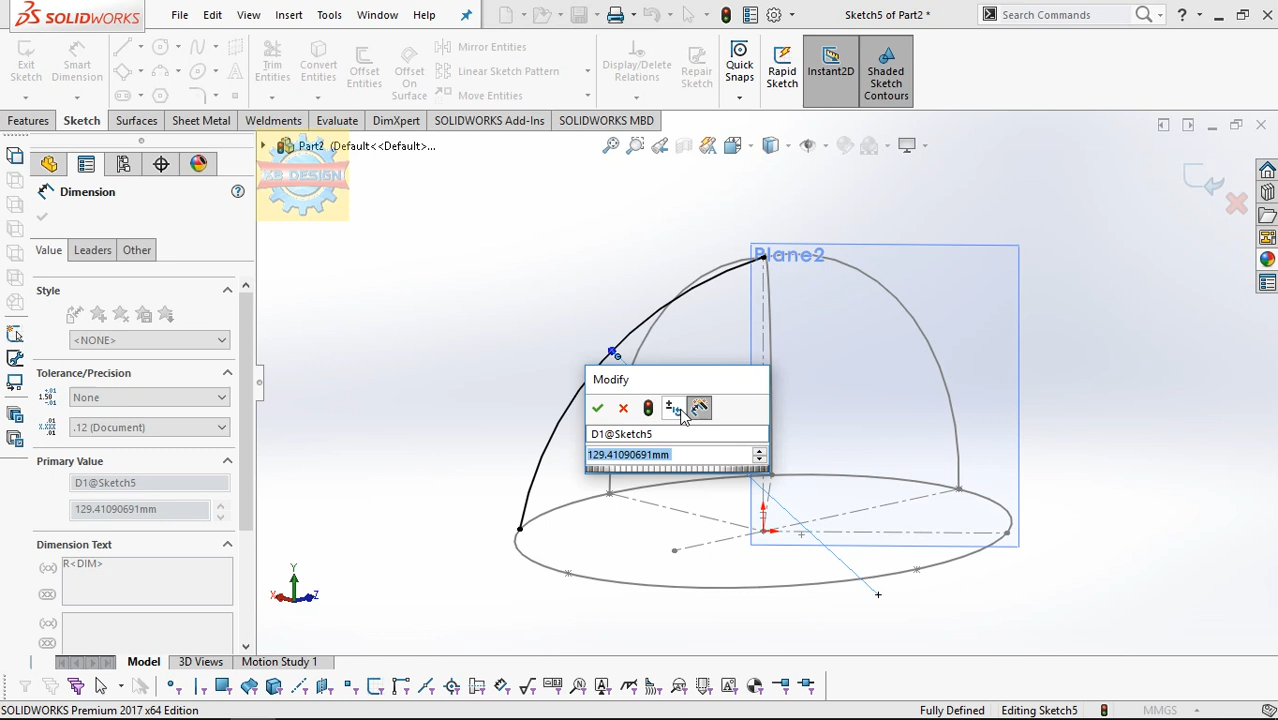 SOLIDWORKS File Edit View Insert Tools Window Help Sketch5 of Part2 * Search Commands ?
Exit Sketch Smart Dimension Trim Entities Convert Entities Offset Entities Offset On Surface Mirror Entities Linear Sketch Pattern Move Entities Display/Delete Relations Repair Sketch Quick Snaps Rapid Sketch Instant2D Shaded Sketch Contours
Features Sketch Surfaces Sheet Metal Weldments Evaluate DimXpert SOLIDWORKS Add-Ins SOLIDWORKS MBD
Part2 (Default<<Default>...
AB DESIGN
Dimension ?
Value Leaders Other
Style
<NONE>
Tolerance/Precision
None
.12 (Document)
Primary Value
D1@Sketch5
129.41090691mm
Dimension Text
R<DIM>
Plane2
Modify
D1@Sketch5
129.41090691mm
Y
X Z
Model 3D Views Motion Study 1
SOLIDWORKS Premium 2017 x64 Edition Fully Defined Editing Sketch5 MMGS